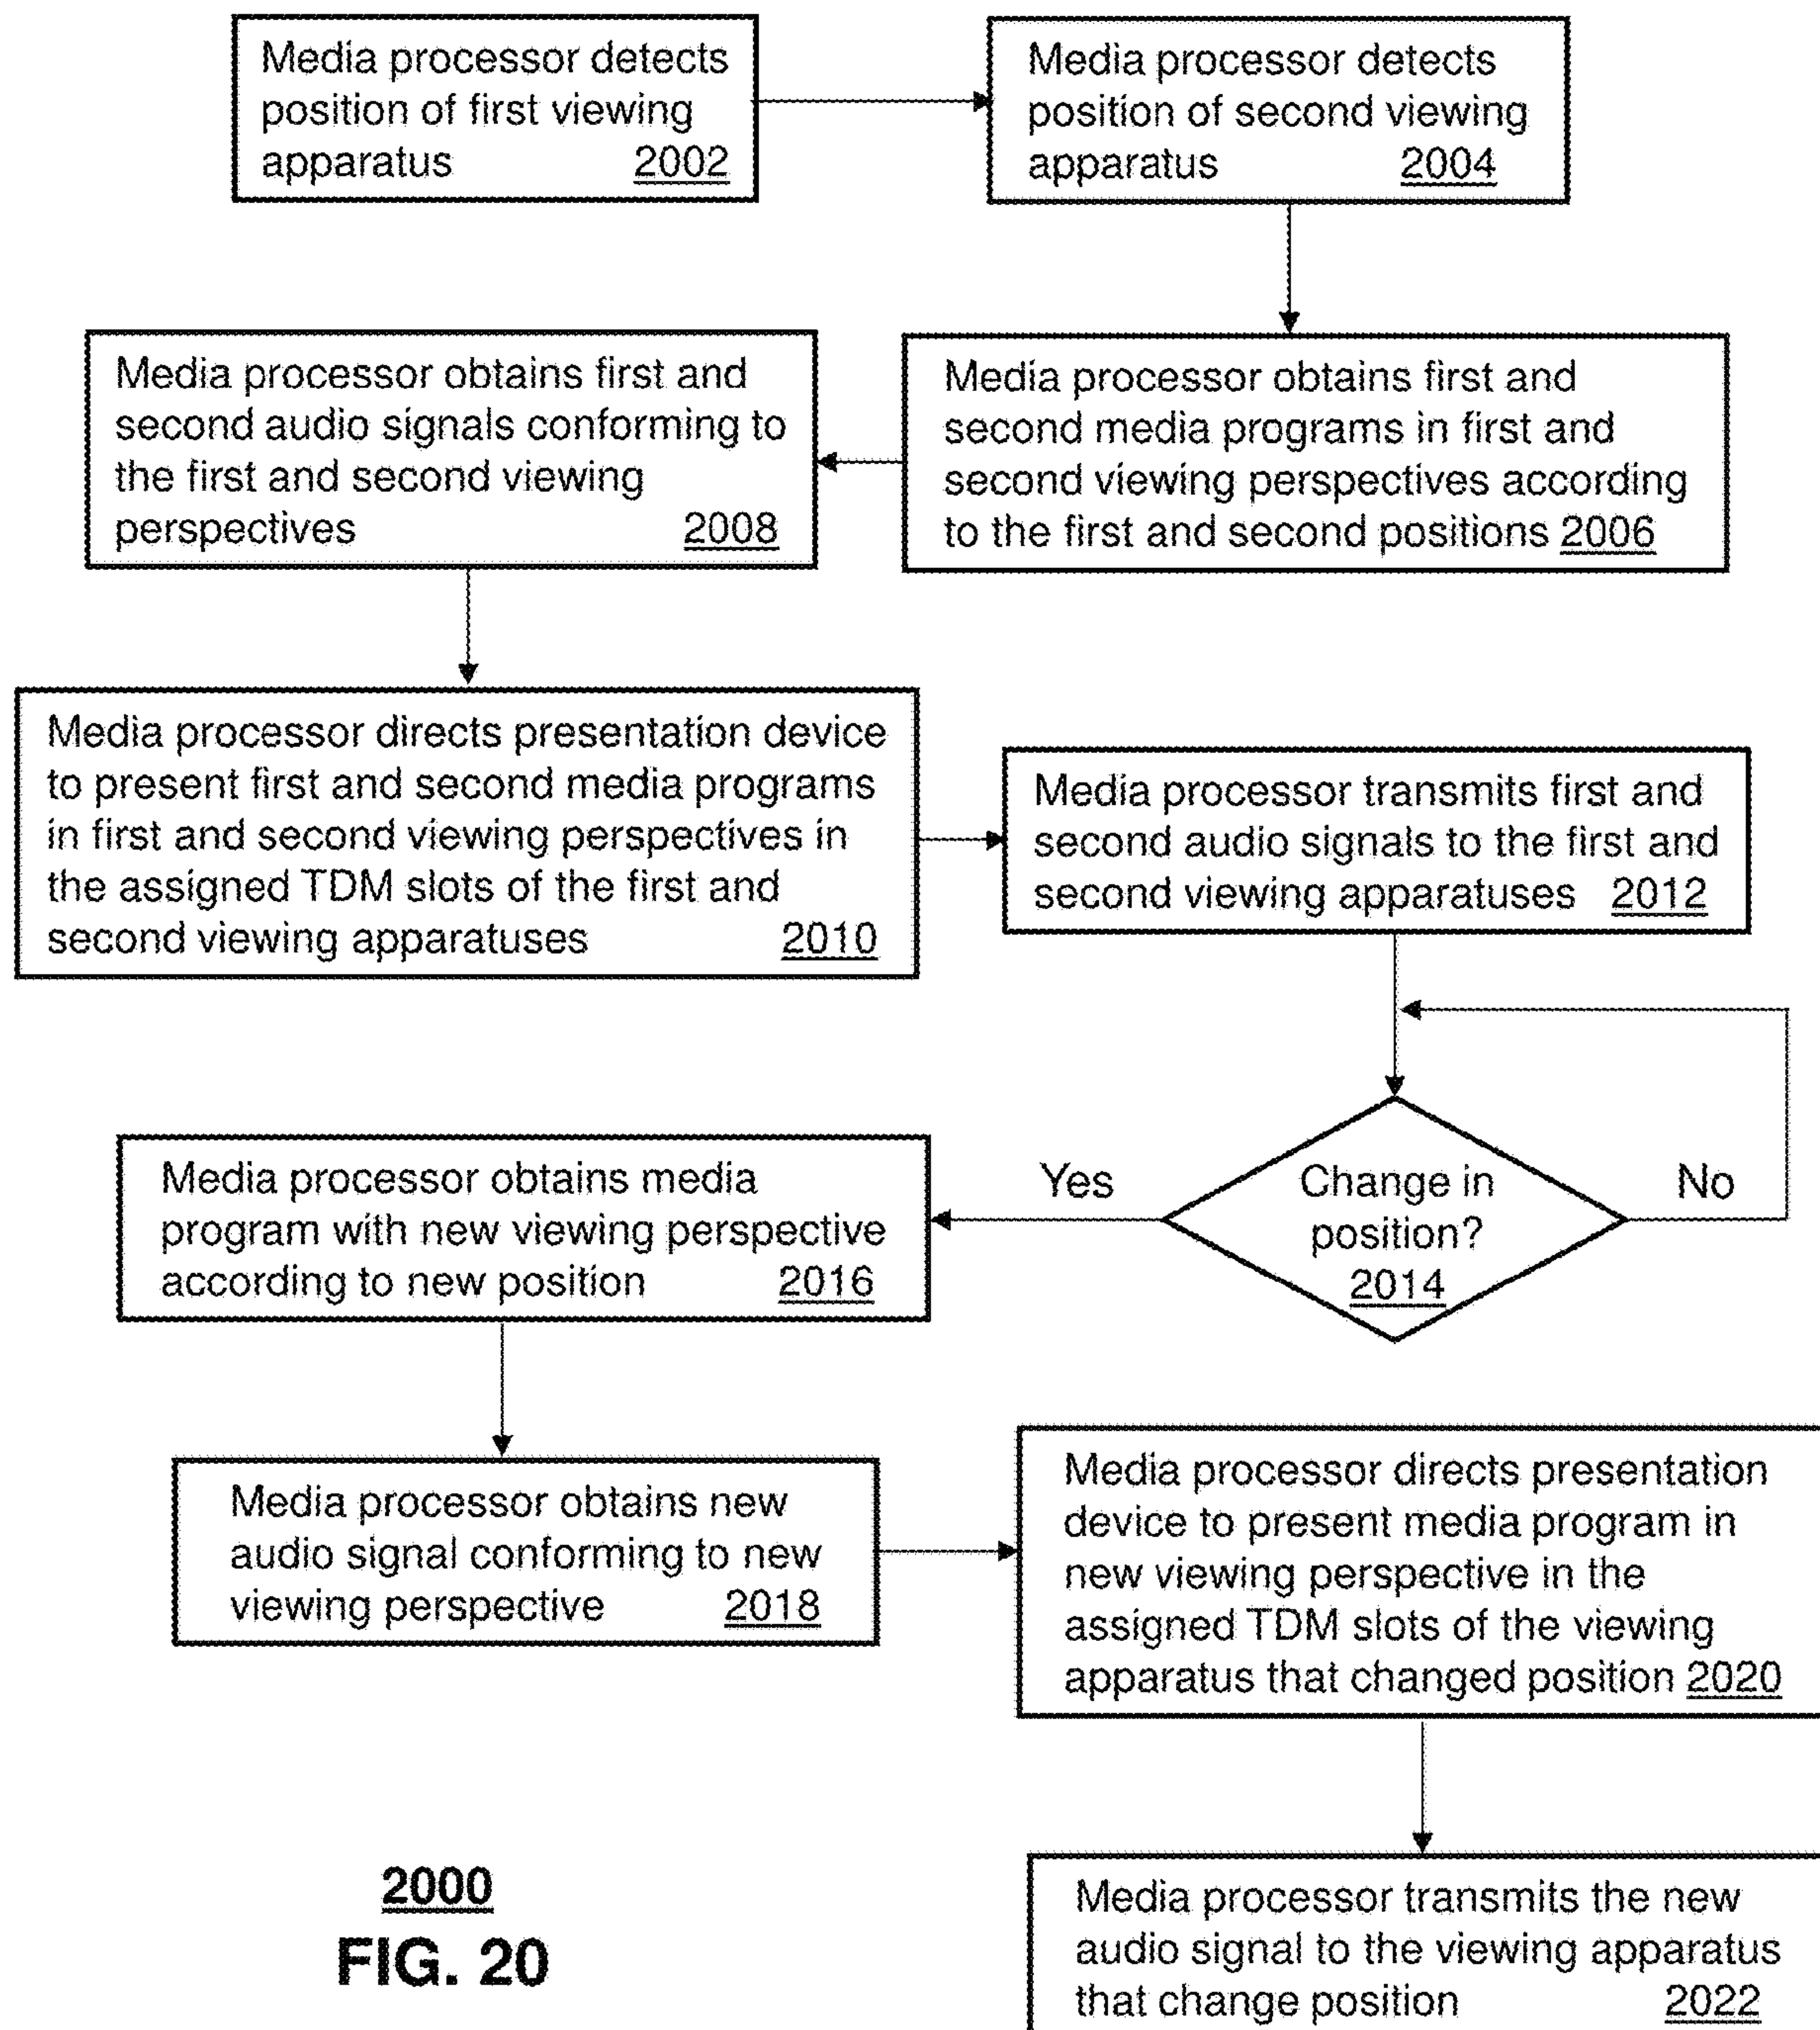 Media processor detects
position of first viewing
apparatus 2002
Media processor detects
position of second viewing
apparatus 2004
Media processor obtains first and
second media programs in first and
second viewing perspectives according
to the first and second positions 2006
Media processor obtains first and
second audio signals conforming to
the first and second viewing
perspectives 2008
Media processor directs presentation device
to present first and second media programs
in first and second viewing perspectives in
the assigned TDM slots of the first and
second viewing apparatuses 2010
Media processor transmits first and
second audio signals to the first and
second viewing apparatuses 2012
Change in
position?
2014
Yes
No
Media processor obtains media
program with new viewing perspective
according to new position 2016
Media processor obtains new
audio signal conforming to new
viewing perspective 2018
Media processor directs presentation
device to present media program in
new viewing perspective in the
assigned TDM slots of the viewing
apparatus that changed position 2020
Media processor transmits the new
audio signal to the viewing apparatus
that change position 2022
2000
FIG. 20